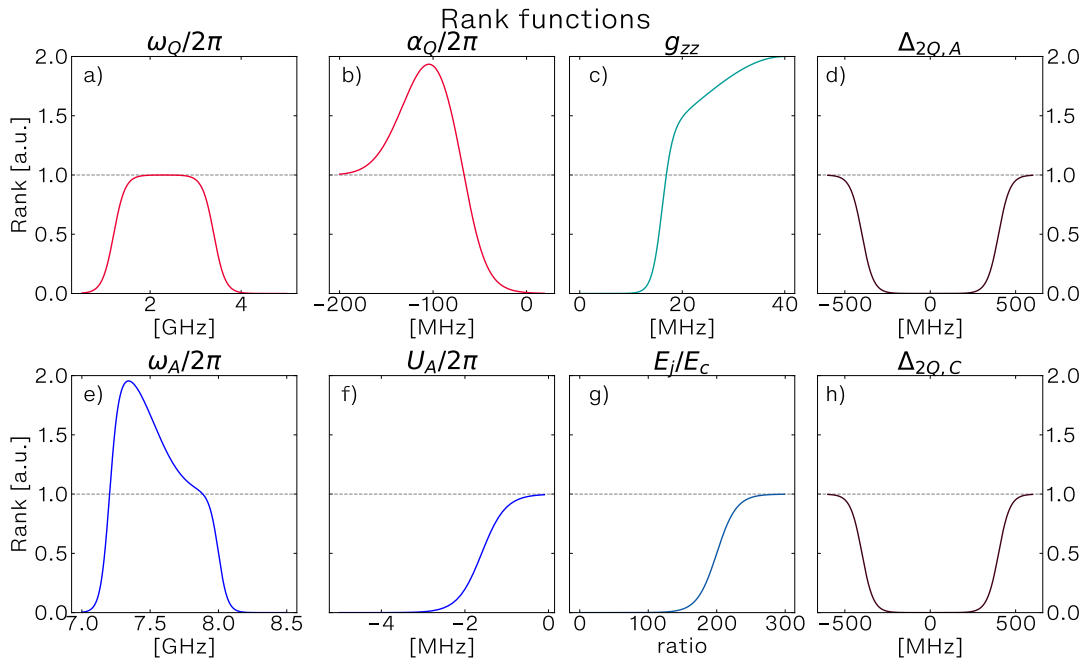 Rank functions
ω_Q/2π
α_Q/2π
g_zz
Δ_2Q, A
a)
b)
c)
d)
Rank [a.u.]
2.0
1.5
1.0
0.5
0.0
2.0
1.5
1.0
0.5
0.0
2 4
−200 −100 0
0 20 40
−500 0 500
[GHz]
[MHz]
[MHz]
[MHz]
ω_A/2π
U_A/2π
E_j/E_c
Δ_2Q, C
e)
f)
g)
h)
Rank [a.u.]
2.0
1.5
1.0
0.5
0.0
2.0
1.5
1.0
0.5
0.0
7.0 7.5 8.0 8.5
−4 −2 0
0 100 200 300
−500 0 500
[GHz]
[MHz]
ratio
[MHz]